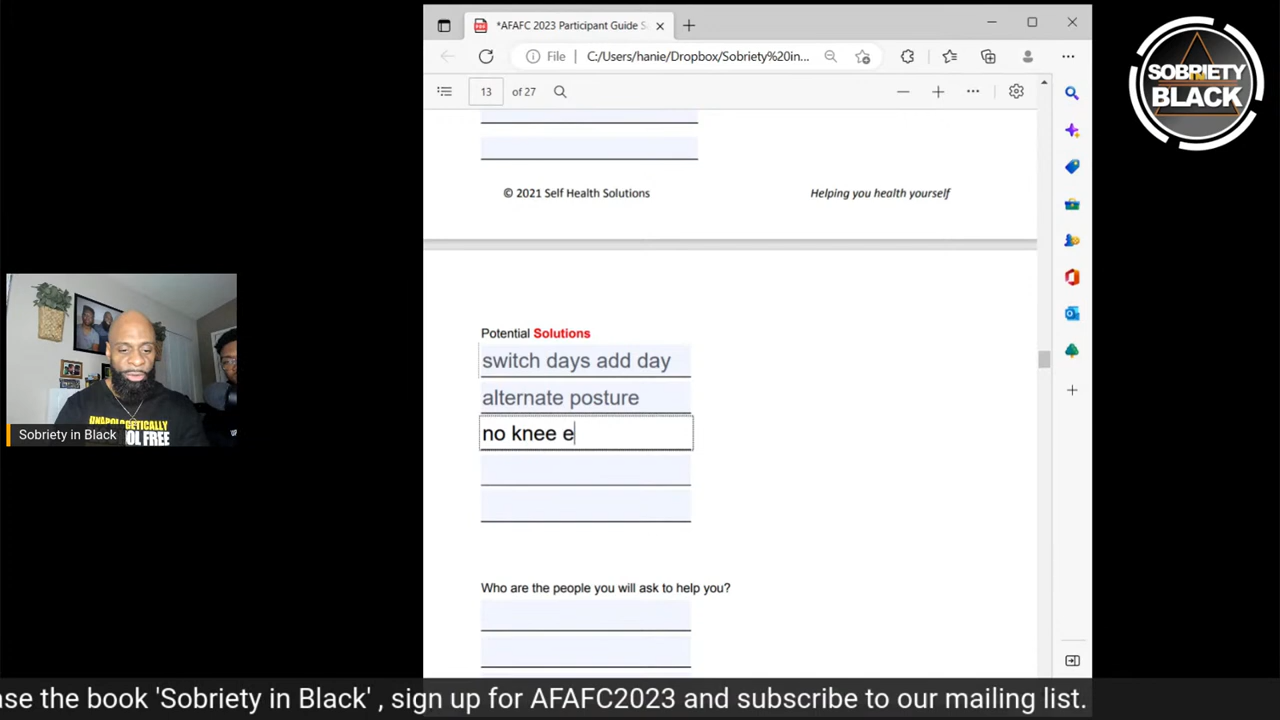 *AFAFC 2023 Participant Guide S
File
C:/Users/hanie/Dropbox/Sobriety%20in...
13 of 27
© 2021 Self Health Solutions
Helping you health yourself
Potential Solutions
switch days add day
alternate posture
no knee e
Who are the people you will ask to help you?
SOBRIETY
IN
BLACK
UNAPOLOGETICALLY
Sobriety in Black
ase the book 'Sobriety in Black' , sign up for AFAFC2023 and subscribe to our mailing list.